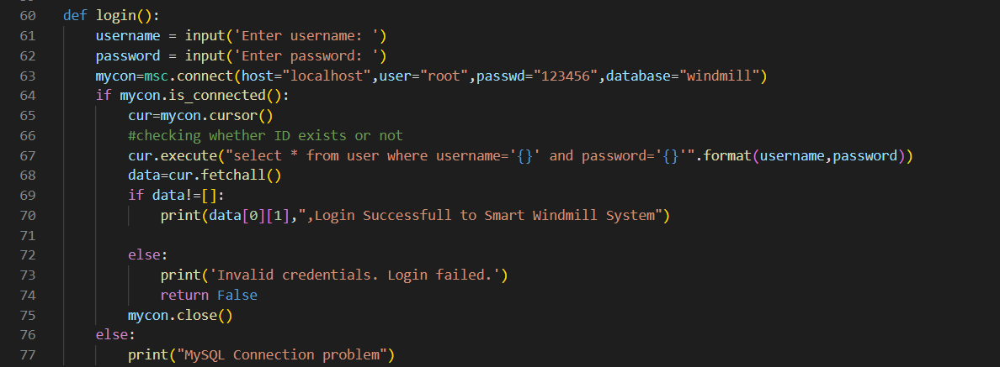 60 def login():
61     username = input('Enter username: ')
62     password = input('Enter password: ')
63     mycon=msc.connect(host="localhost",user="root",passwd="123456",database="windmill")
64     if mycon.is_connected():
65         cur=mycon.cursor()
66         #checking whether ID exists or not
67         cur.execute("select * from user where username='{}' and password='{}'".format(username,password))
68         data=cur.fetchall()
69         if data!=[]:
70             print(data[0][1],",Login Successfull to Smart Windmill System")
71
72         else:
73             print('Invalid credentials. Login failed.')
74             return False
75         mycon.close()
76     else:
77         print("MySQL Connection problem")